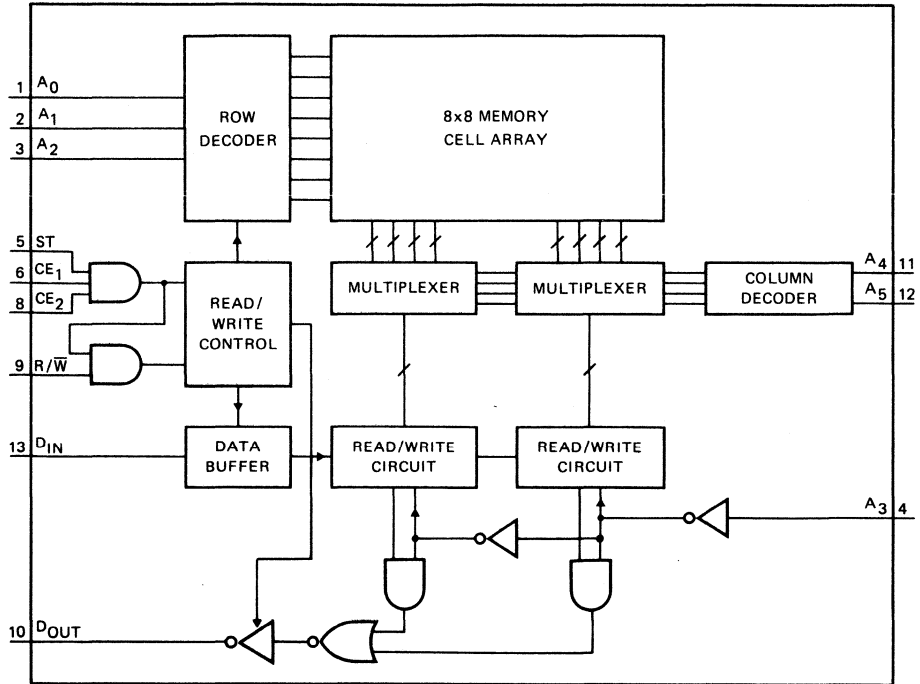 1 A0
2 A1
3 A2
ROW
DECODER
8x8 MEMORY
CELL ARRAY
5 ST
6 CE1
8 CE2
9 R/W̅
READ/
WRITE
CONTROL
MULTIPLEXER
MULTIPLEXER
COLUMN
DECODER
A4 11
A5 12
13 DIN
DATA
BUFFER
READ/WRITE
CIRCUIT
READ/WRITE
CIRCUIT
A3 4
10 DOUT